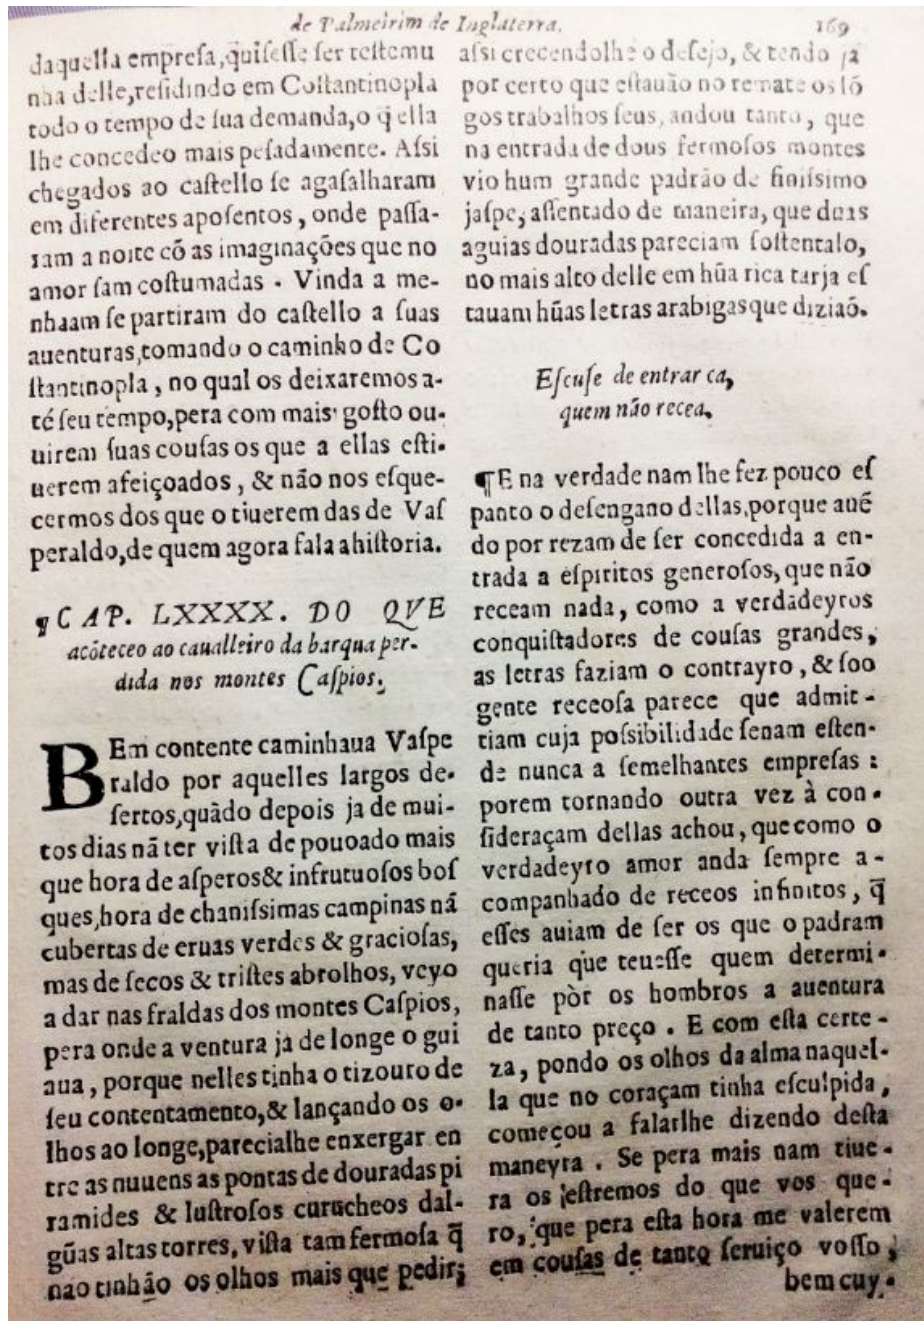 de Palmeirim de Inglaterra. 169
daquella empreſa, quiſeſſe ſer teſtemu
nha delle, reſidindo em Coſtantinopla
todo o tempo de ſua demanda, o q̃ ella
lhe concedeo mais peſadamente. Aſsi
chegados ao caſtello ſe agaſalharam
em diferentes apoſentos, onde paſſa-
ram a noite cõ as imaginações que no
amor ſam coſtumadas. Vinda a me-
nhaam ſe partiram do caſtello a ſuas
auenturas, tomando o caminho de Co
ſtantinopla, no qual os deixaremos a-
té ſeu tempo, pera com mais goſto ou-
uirem ſuas couſas os que a ellas eſti-
uerem afeiçoados, & não nos eſque-
cermos dos que o tiuerem das de Vaſ
peraldo, de quem agora fala a hiſtoria.
¶CAP. LXXXX. DO QVE
acõteceo ao caualleiro da barqua per-
dida nos montes Caſpios.
BEm contente caminhaua Vaſpe
raldo por aquelles largos de-
ſertos, quãdo depois ja de mui-
tos dias nã ter viſta de pouoado mais
que hora de aſperos & infrutuoſos boſ
ques, hora de chaniſsimas campinas nã
cubertas de eruas verdes & gracioſas,
mas de ſecos & triſtes abrolhos, veyo
a dar nas fraldas dos montes Caſpios,
pera onde a ventura ja de longe o gui
aua, porque nelles tinha o tizouro de
ſeu contentamento, & lançando os o-
lhos ao longe, parecialhe enxergar en
tre as nuuens as pontas de douradas pi
ramides & luſtroſos curucheos dal-
gũas altas torres, viſta tam fermoſa q̃
nao tinhão os olhos mais que pedir;
aſsi crecendolhe o deſejo, & tendo ja
por certo que eſtauão no remate os lõ
gos trabalhos ſeus, andou tanto, que
na entrada de dous fermoſos montes
vio hum grande padrão de finiſsimo
jaſpe, aſſentado de maneira, que duas
aguias douradas pareciam ſoſtentalo,
no mais alto delle em hũa rica tarja eſ
tauam hũas letras arabigas que diziaõ.
Eſcuſe de entrar ca,
quem não recea.
¶E na verdade nam lhe fez pouco eſ
panto o deſengano dellas, porque auẽ
do por rezam de ſer concedida a en-
trada a eſpiritos generoſos, que não
receam nada, como a verdadeyros
conquiſtadores de couſas grandes,
as letras faziam o contrayro, & ſoo
gente receoſa parece que admit-
tiam cuja poſsibilidade ſenam eſten-
de nunca a ſemelhantes empreſas:
porem tornando outra vez à con-
ſideraçam dellas achou, que como o
verdadeyro amor anda ſempre a-
companhado de receos infinitos, q̃
eſſes auiam de ſer os que o padram
queria que teueſſe quem determi-
naſſe pòr os hombros a auentura
de tanto preço. E com eſta certe-
za, pondo os olhos da alma naquel-
la que no coraçam tinha eſculpida,
começou a falarlhe dizendo deſta
maneyra. Se pera mais nam tiue-
ra os eſtremos do que vos que-
ro, que pera eſta hora me valerem
em couſas de tanto ſeruiço voſſo,
bem cuy-